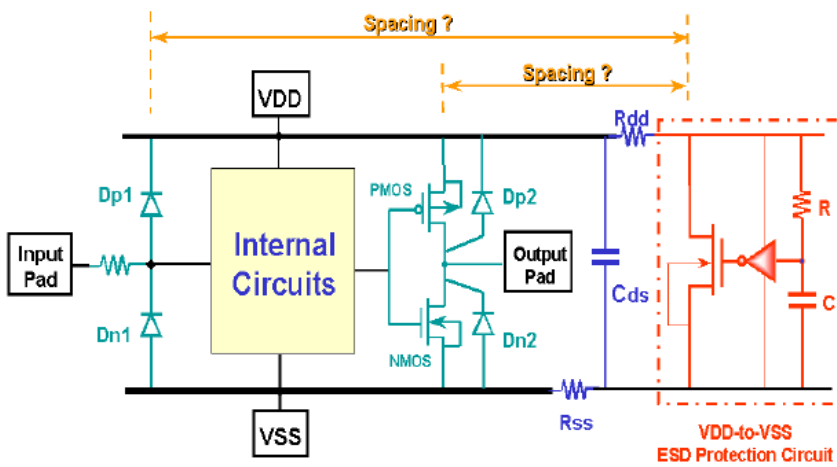 Spacing ?
Spacing ?
VDD
Rdd
Dp1
PMOS
Dp2
R
Input
Pad
Internal
Circuits
Output
Pad
Cds
C
Dn1
NMOS
Dn2
VSS
Rss
VDD-to-VSS
ESD Protection Circuit